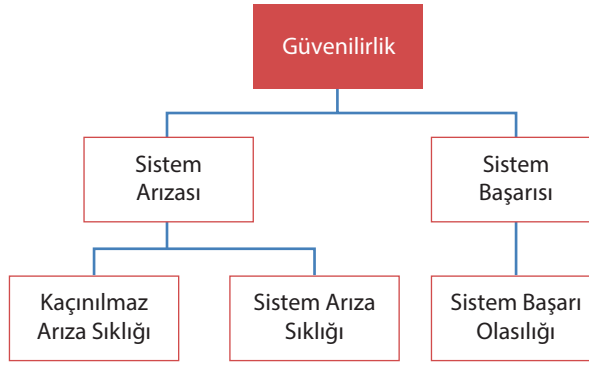 Güvenilirlik
Sistem
Arızası
Sistem
Başarısı
Kaçınılmaz
Arıza Sıklığı
Sistem Arıza
Sıklığı
Sistem Başarı
Olasılığı